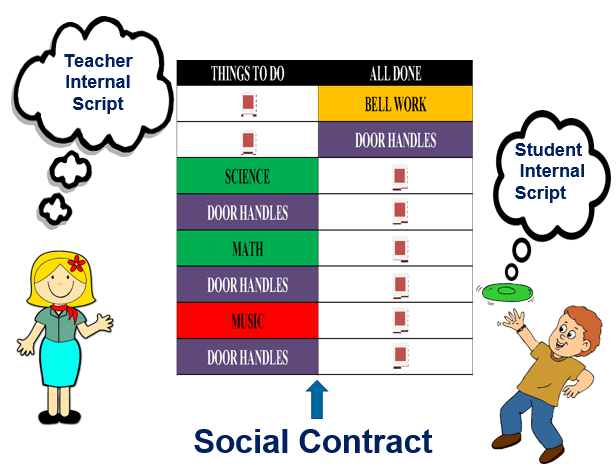 Teacher
Internal
Script
THINGS TO DO ALL DONE
BELL WORK
DOOR HANDLES
SCIENCE
DOOR HANDLES
MATH
DOOR HANDLES
MUSIC
DOOR HANDLES
Student
Internal
Script
Social Contract